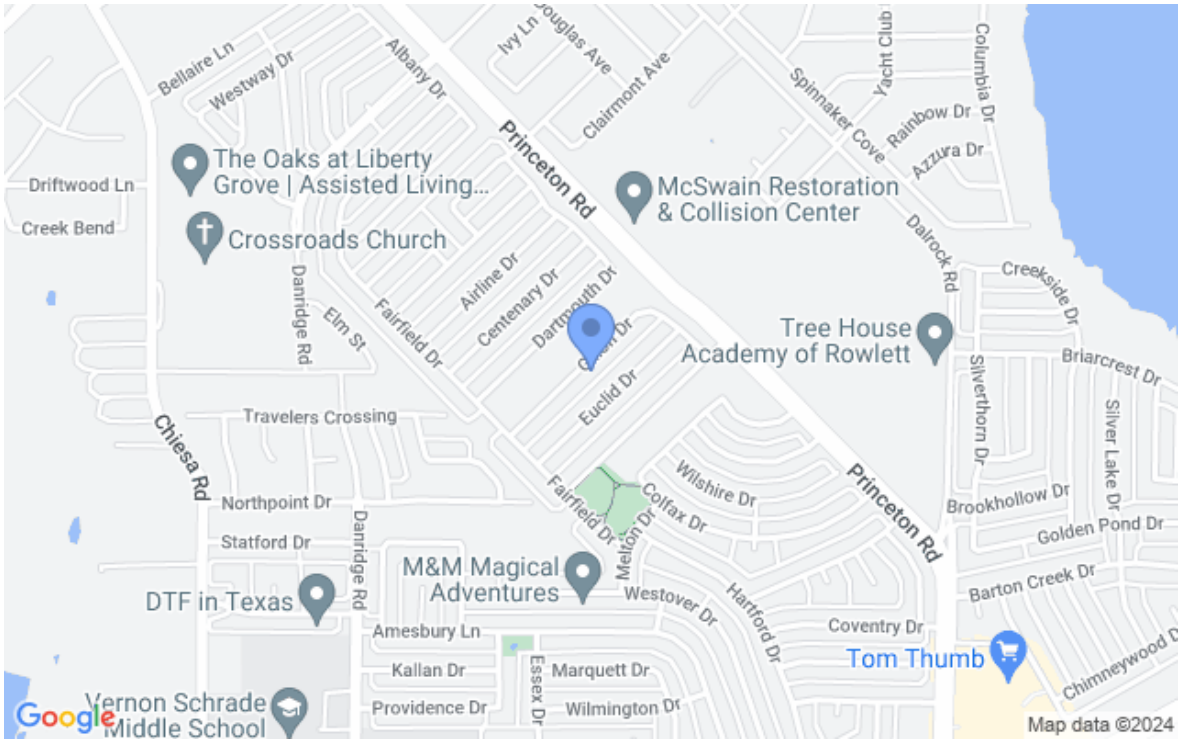 Douglas Ave
Ivy Ln
Albany Dr
Bellaire Ln
Westway Dr
Clairmont Ave
Yacht Club
Columbia Dr
Spinnaker Cove
Rainbow Dr
Azzura Dr
Princeton Rd
The Oaks at Liberty
Grove | Assisted Living...
Driftwood Ln
McSwain Restoration
& Collision Center
Creek Bend
Crossroads Church
Dalrock Rd
Airline Dr
Centenary Dr
Dartmouth Dr
Creekside Dr
Danridge Rd
Elm St
Fairfield Dr
Dr
Tree House
Academy of Rowlett
Briarcrest Dr
Euclid Dr
Silverthorn Dr
Silver Lake Dr
Travelers Crossing
Chiesa Rd
Wilshire Dr
Princeton Rd
Northpoint Dr
Fairfield Dr
Colfax Dr
Brookhollow Dr
Golden Pond Dr
Danridge Rd
Statford Dr
Melton Dr
M&M Magical
Adventures
Barton Creek Dr
DTF in Texas
Westover Dr
Hartford Dr
Coventry Dr
Amesbury Ln
Tom Thumb
Kallan Dr
Essex Dr
Marquett Dr
Chimneywood D
Vernon Schrade
Middle School
Providence Dr
Wilmington Dr
Google
Map data ©2024